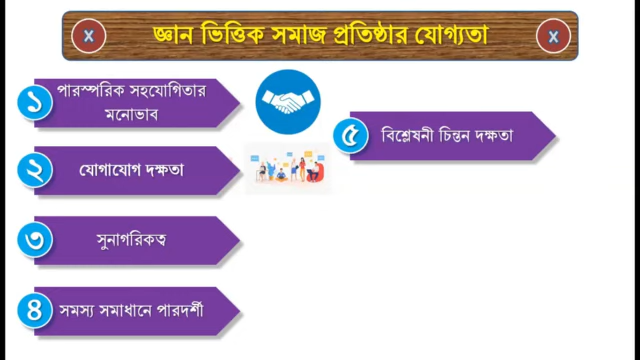 জ্ঞান ভিত্তিক সমাজ প্রতিষ্ঠার যোগ্যতা
১ পারস্পরিক সহযোগিতার
মনোভাব
২ যোগাযোগ দক্ষতা
৩ সুনাগরিকত্ব
৪ সমস্য সমাধানে পারদর্শী
৫ বিশ্লেষনী চিন্তন দক্ষতা